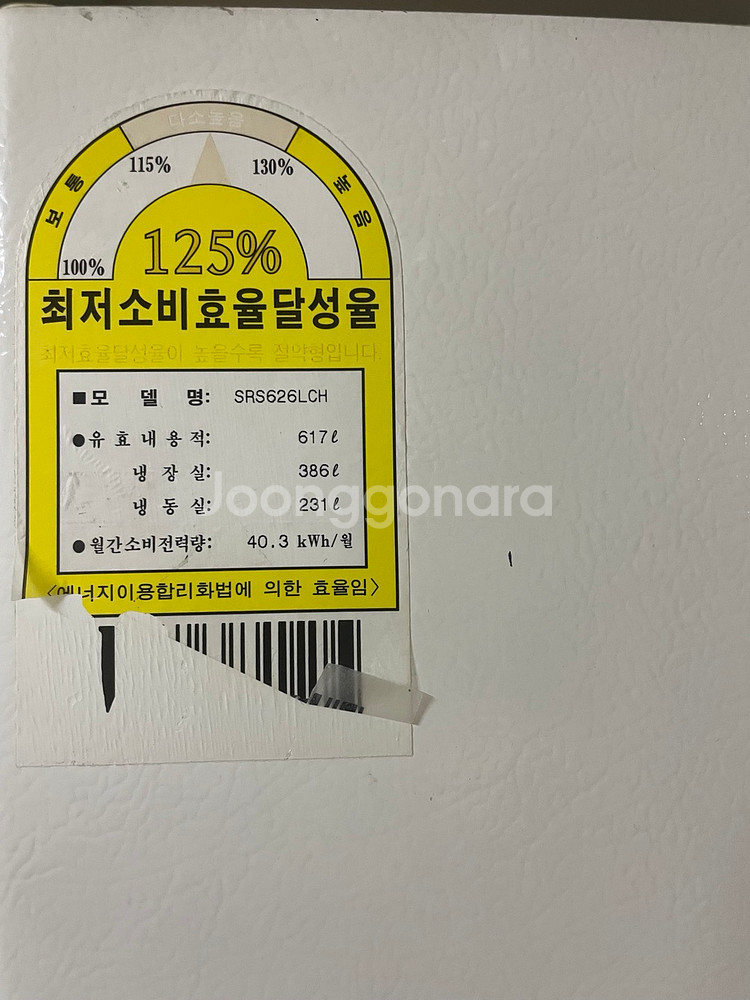 다소높음
보통
115%
130%
높음
100%
125%
최저소비효율달성율
최저효율달성율이 높을수록 절약형입니다.
■모 델 명: SRS626LCH
●유효내용적: 617ℓ
냉장실: 386ℓ
냉동실: 231ℓ
●월간소비전력량: 40.3 kWh/월
〈에너지이용합리화법에 의한 효율임〉
Joonggonara